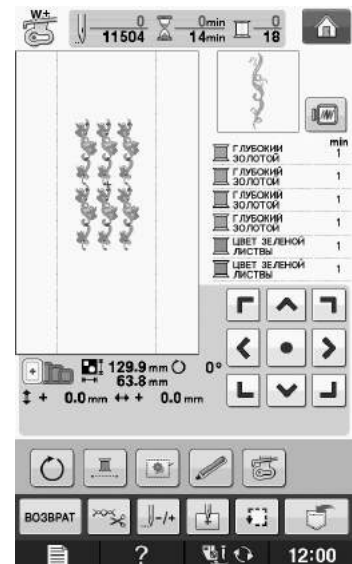 W+
0 0min 0
11504 14min 18
min
ГЛУБОКИЙ ЗОЛОТОЙ 1
ГЛУБОКИЙ ЗОЛОТОЙ 1
ГЛУБОКИЙ ЗОЛОТОЙ 1
ГЛУБОКИЙ ЗОЛОТОЙ 1
ЦВЕТ ЗЕЛЕНОЙ ЛИСТВЫ 1
ЦВЕТ ЗЕЛЕНОЙ ЛИСТВЫ 1
129.9 mm 0°
63.8 mm
+ 0.0 mm + 0.0 mm
ВОЗВРАТ -/+
? 12:00